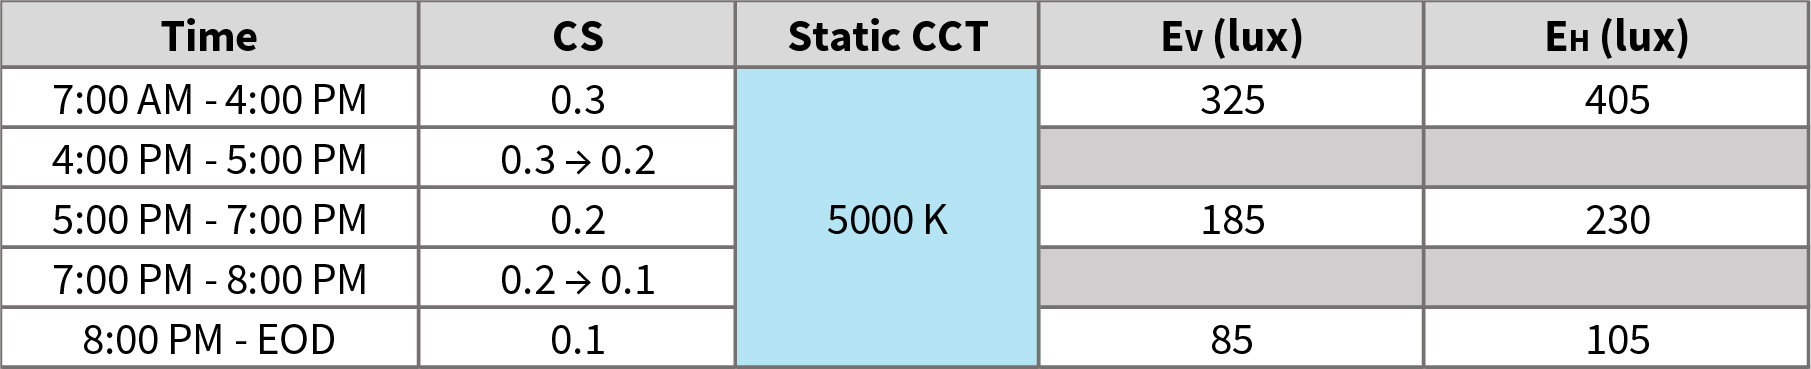 Time CS Static CCT EV (lux) EH (lux)
7:00 AM - 4:00 PM 0.3 325 405
4:00 PM - 5:00 PM 0.3 → 0.2
5:00 PM - 7:00 PM 0.2 5000 K 185 230
7:00 PM - 8:00 PM 0.2 → 0.1
8:00 PM - EOD 0.1 85 105